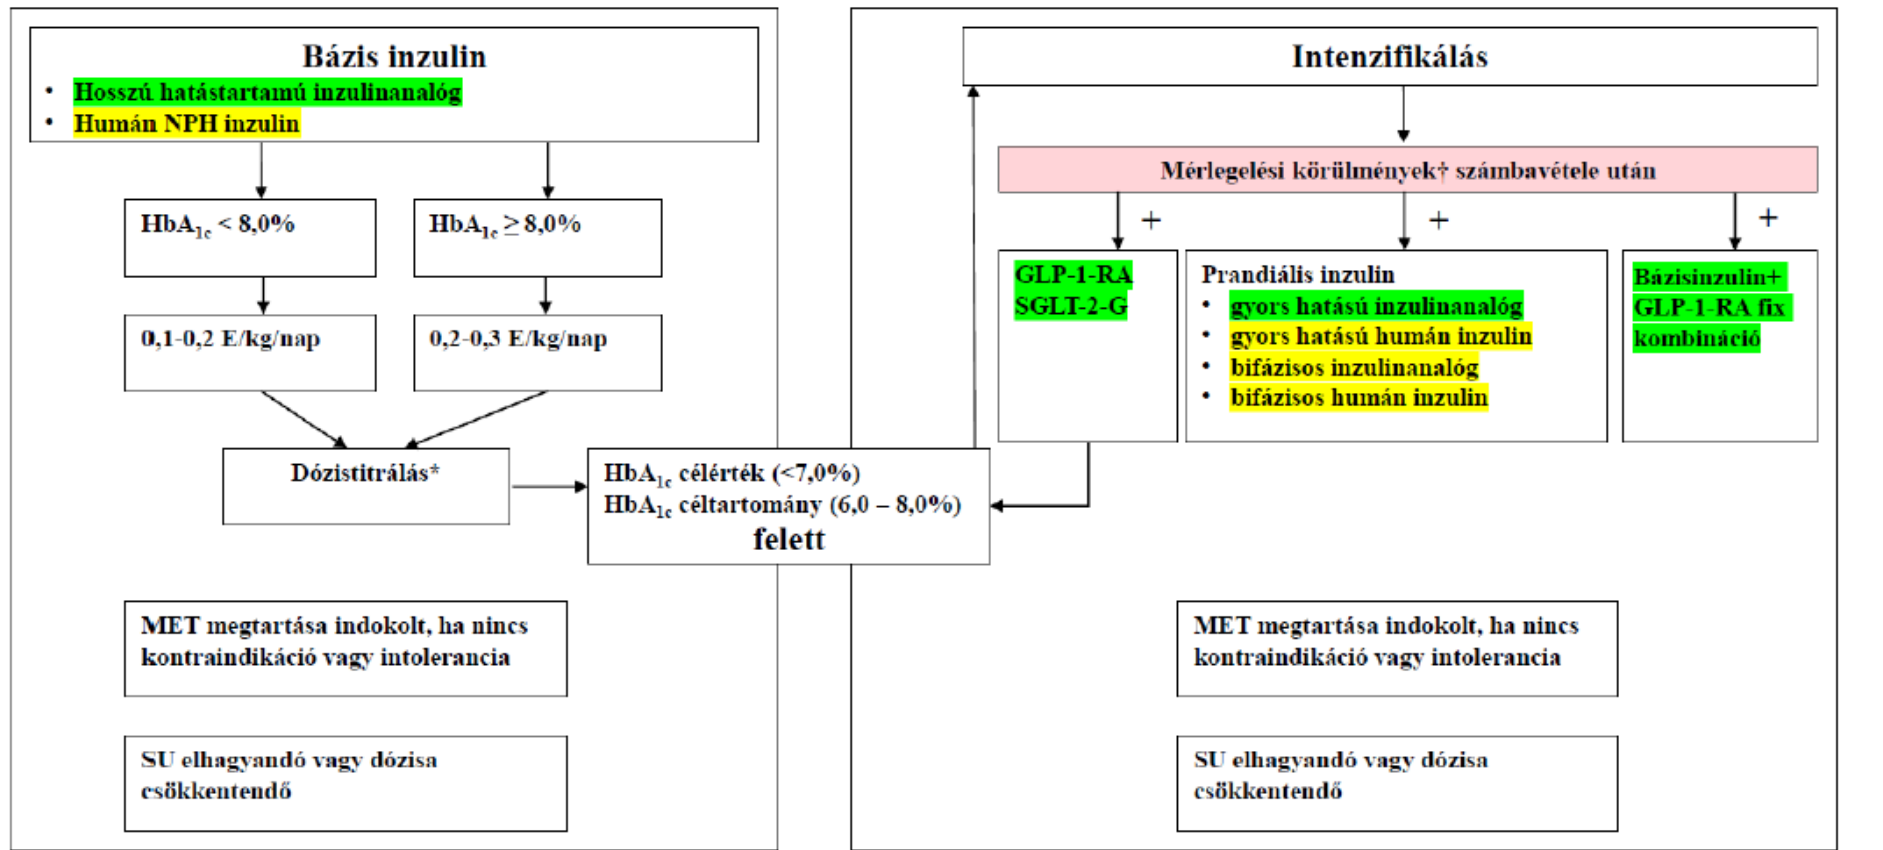 Bázis inzulin
• Hosszú hatástartamú inzulinanalóg
• Humán NPH inzulin
HbA1c < 8,0%
HbA1c ≥ 8,0%
0,1-0,2 E/kg/nap
0,2-0,3 E/kg/nap
Dózistitrálás*
HbA1c célérték (<7,0%)
HbA1c céltartomány (6,0 – 8,0%)
felett
MET megtartása indokolt, ha nincs
kontraindikáció vagy intolerancia
SU elhagyandó vagy dózisa
csökkentendő
Intenzifikálás
Mérlegelési körülmények† számbavétele után
+
+
+
GLP-1-RA
SGLT-2-G
Prandiális inzulin
• gyors hatású inzulinanalóg
• gyors hatású humán inzulin
• bifázisos inzulinanalóg
• bifázisos humán inzulin
Bázisinzulin+
GLP-1-RA fix
kombináció
MET megtartása indokolt, ha nincs
kontraindikáció vagy intolerancia
SU elhagyandó vagy dózisa
csökkentendő